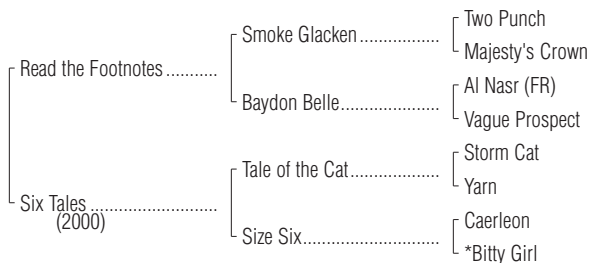 Two Punch
Smoke Glacken..................
Majesty's Crown
Read the Footnotes...........
Al Nasr (FR)
Baydon Belle......................
Vague Prospect
Storm Cat
Tale of the Cat....................
Yarn
Six Tales ............................
(2000)
Caerleon
Size Six..............................
*Bitty Girl